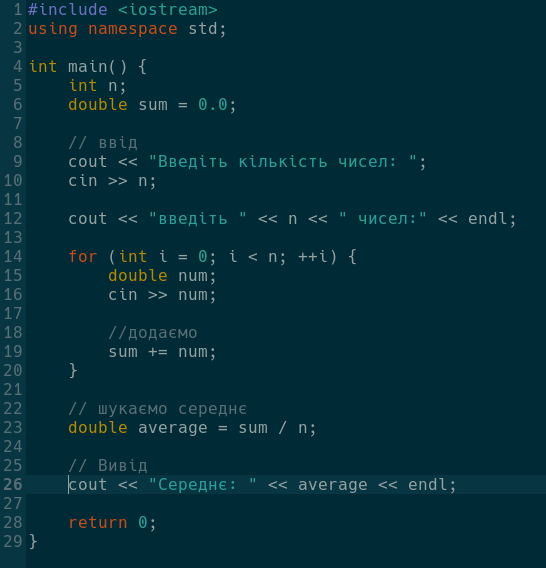 1 #include <iostream>
2 using namespace std;
3
4 int main() {
5     int n;
6     double sum = 0.0;
7
8     // ввід
9     cout << "Введіть кількість чисел: ";
10     cin >> n;
11
12     cout << "введіть " << n << " чисел:" << endl;
13
14     for (int i = 0; i < n; ++i) {
15         double num;
16         cin >> num;
17
18         //додаємо
19         sum += num;
20     }
21
22     // шукаємо середнє
23     double average = sum / n;
24
25     // Вивід
26     cout << "Середнє: " << average << endl;
27
28     return 0;
29 }